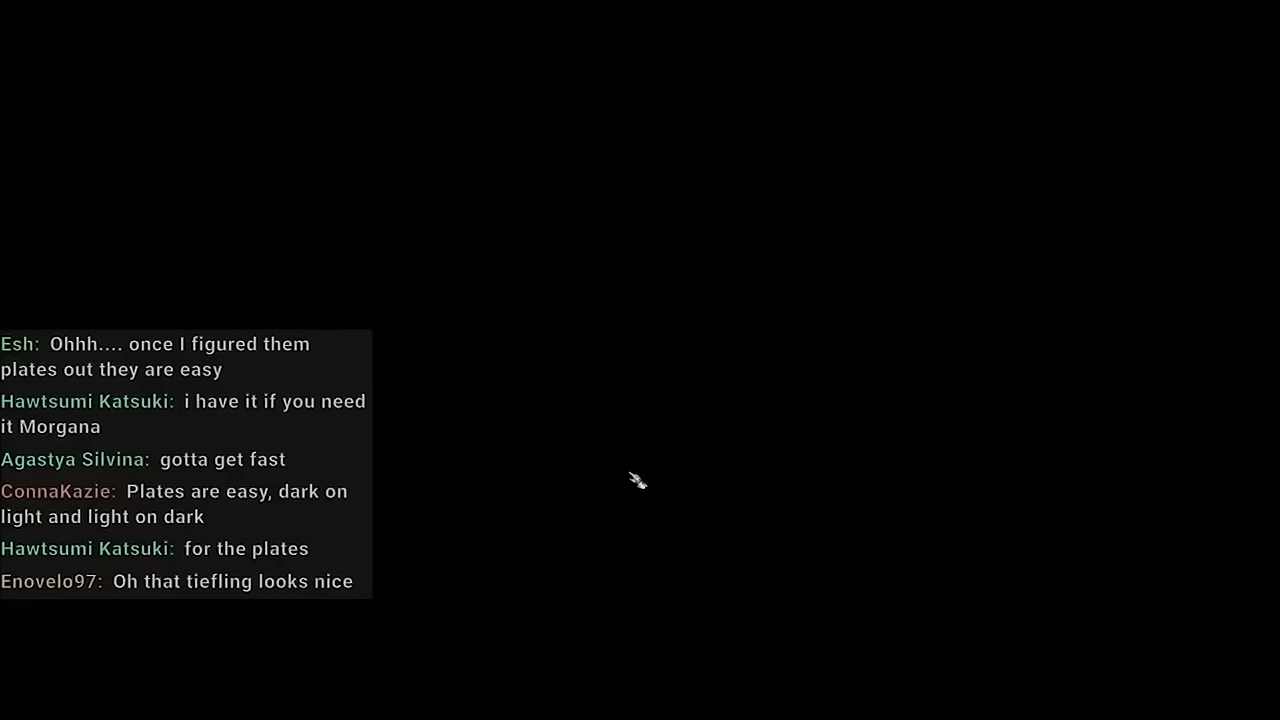 Esh: Ohhh.... once I figured them
plates out they are easy
Hawtsumi Katsuki: i have it if you need
it Morgana
Agastya Silvina: gotta get fast
ConnaKazie: Plates are easy, dark on
light and light on dark
Hawtsumi Katsuki: for the plates
Enovelo97: Oh that tiefling looks nice